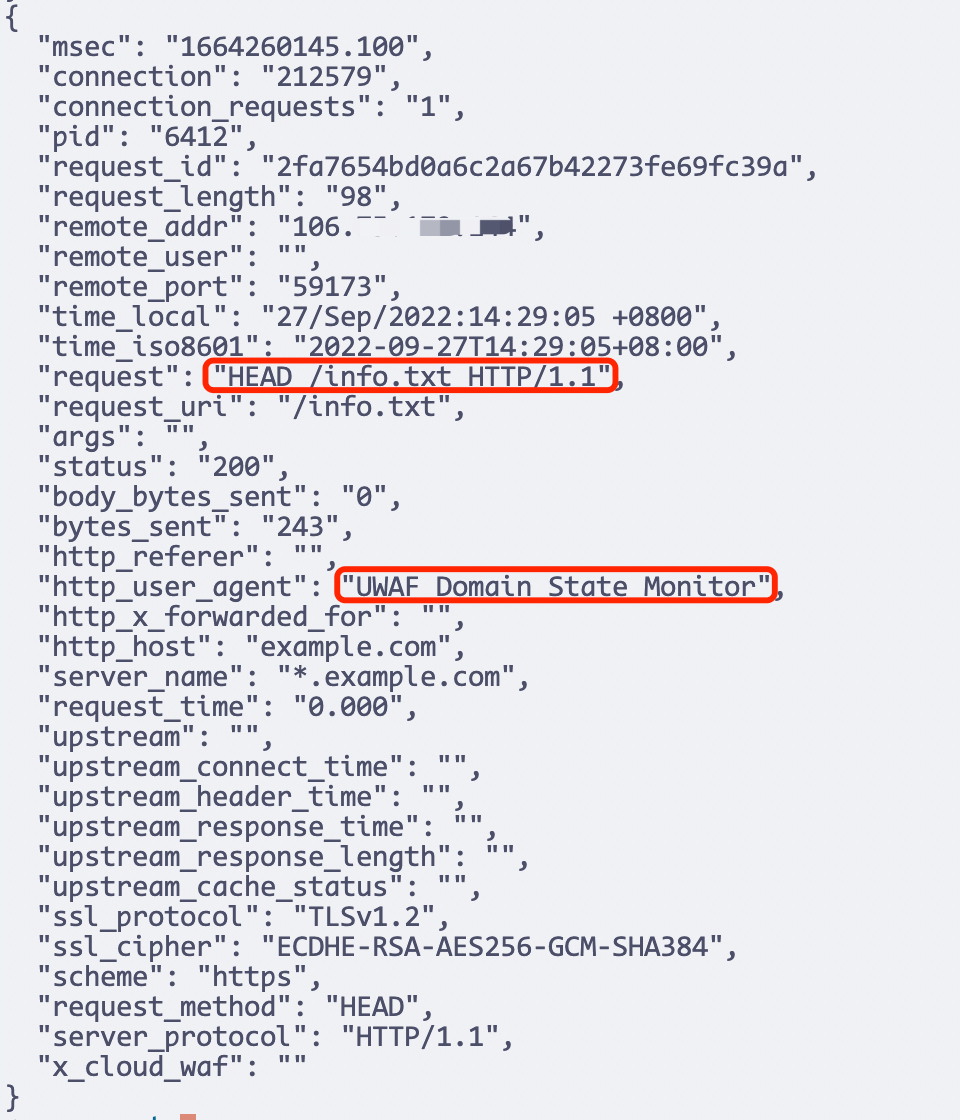 {
"msec": "1664260145.100",
"connection": "212579",
"connection_requests": "1",
"pid": "6412",
"request_id": "2fa7654bd0a6c2a67b42273fe69fc39a",
"request_length": "98",
"remote_addr": "106.
"remote_user": "",
"remote_port": "59173",
"time_local": "27/Sep/2022:14:29:05 +0800",
"time_iso8601": "2022-09-27T14:29:05+08:00",
"request": "HEAD /info.txt HTTP/1.1",
"request_uri": "/info.txt",
"args": "",
"status": "200",
"body_bytes_sent": "0",
"bytes_sent": "243",
"http_referer": "",
"http_user_agent": "UWAF Domain State Monitor",
"http_x_forwarded_for": "",
"http_host": "example.com",
"server_name": "*.example.com",
"request_time": "0.000",
"upstream": "",
"upstream_connect_time": "",
"upstream_header_time": "",
"upstream_response_time": "",
"upstream_response_length": "",
"upstream_cache_status": "",
"ssl_protocol": "TLSv1.2",
"ssl_cipher": "ECDHE-RSA-AES256-GCM-SHA384",
"scheme": "https",
"request_method": "HEAD",
"server_protocol": "HTTP/1.1",
"x_cloud_waf": ""
}